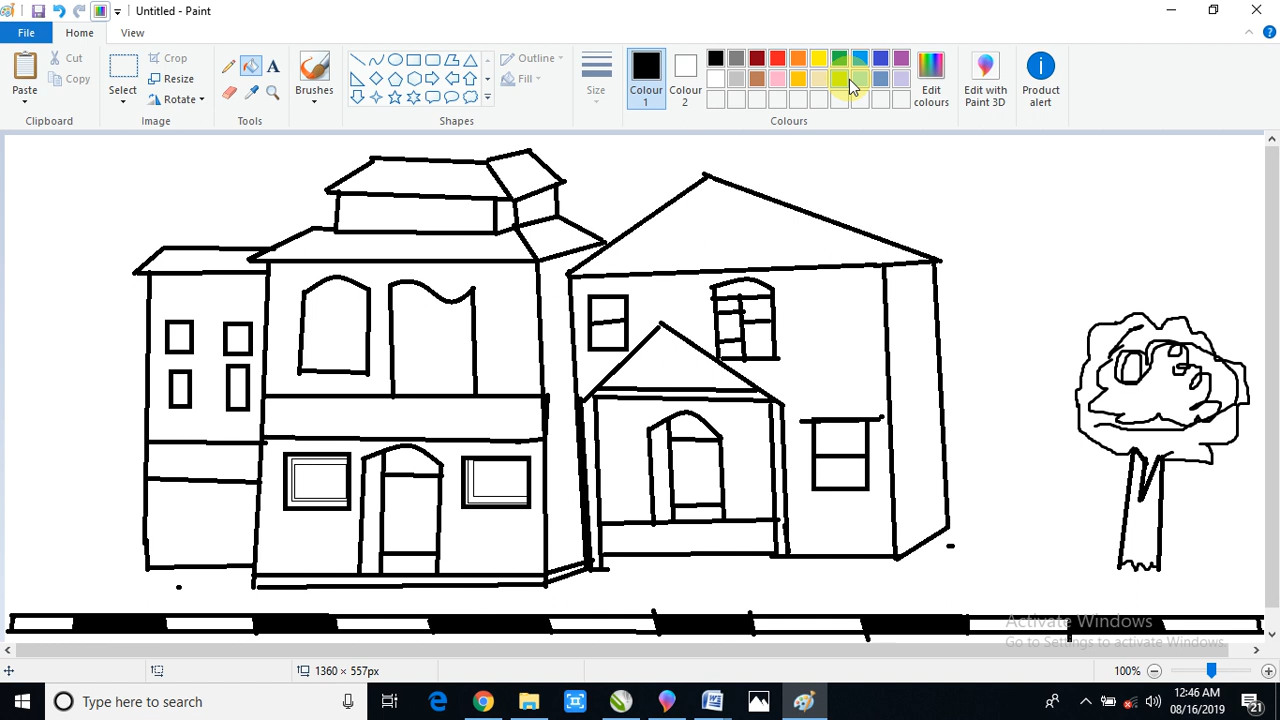 Untitled - Paint
File Home View
Paste Cut Copy Clipboard
Select Crop Resize Rotate Image
Tools
Brushes
Outline Fill Shapes
Size
Colour 1 Colour 2 Colours
Edit colours
Edit with Paint 3D
Product alert
Activate Windows
Go to Settings to activate Windows.
1360 × 557px
100%
Type here to search
12:46 AM
08/16/2019
21